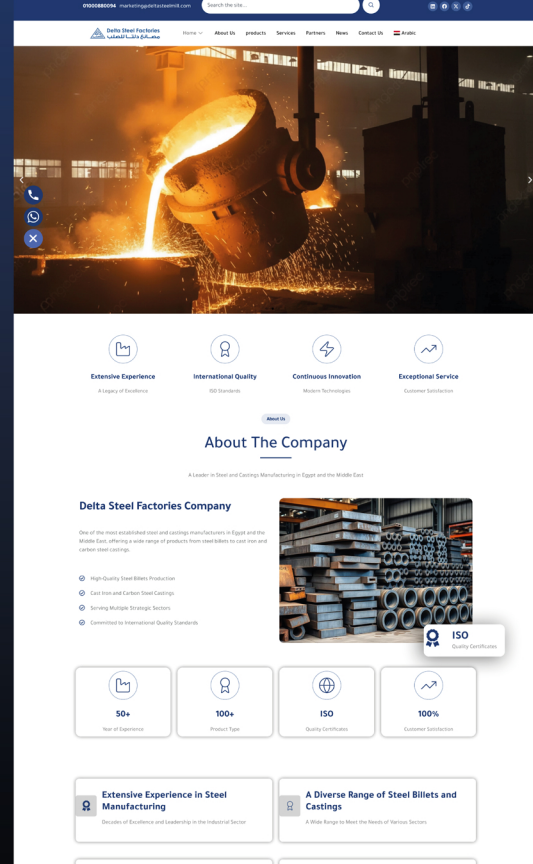 01000880094 marketing@deltasteelmill.com
Search the site...
Delta Steel Factories
مصـــانع دلتـــا للصلب
Home
About Us
products
Services
Partners
News
Contact Us
Arabic
Extensive Experience
A Legacy of Excellence
International Quality
ISO Standards
Continuous Innovation
Modern Technologies
Exceptional Service
Customer Satisfaction
About Us
About The Company
A Leader in Steel and Castings Manufacturing in Egypt and the Middle East
Delta Steel Factories Company
One of the most established steel and castings manufacturers in Egypt and the
Middle East, offering a wide range of products from steel billets to cast iron and
carbon steel castings.
High-Quality Steel Billets Production
Cast Iron and Carbon Steel Castings
Serving Multiple Strategic Sectors
Committed to International Quality Standards
ISO
Quality Certificates
50+
Year of Experience
100+
Product Type
ISO
Quality Certificates
100%
Customer Satisfaction
Extensive Experience in Steel
Manufacturing
Decades of Excellence and Leadership in the Industrial Sector
A Diverse Range of Steel Billets and
Castings
A Wide Range to Meet the Needs of Various Sectors